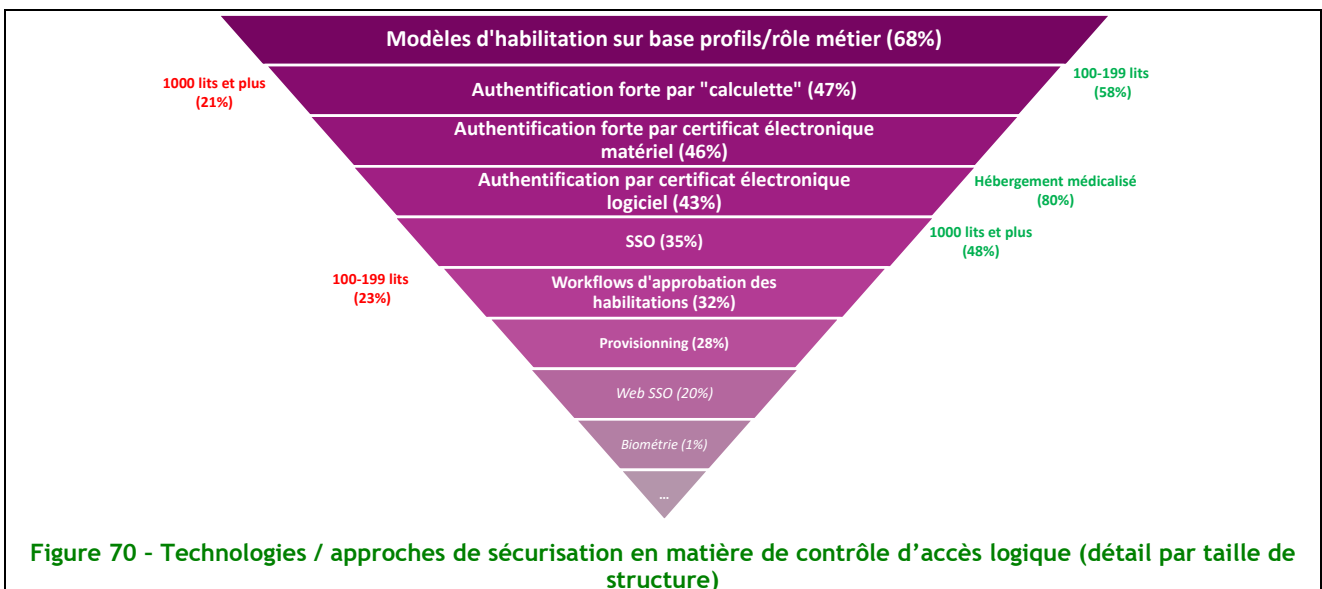 Modèles d'habilitation sur base profils/rôle métier (68%)
1000 lits et plus
(21%)
Authentification forte par "calculette" (47%)
100-199 lits
(58%)
Authentification forte par certificat électronique
matériel (46%)
Authentification par certificat électronique
logiciel (43%)
Hébergement médicalisé
(80%)
SSO (35%)
1000 lits et plus
(48%)
100-199 lits
(23%)
Workflows d'approbation des
habilitations (32%)
Provisionning (28%)
Web SSO (20%)
Biométrie (1%)
...
Figure 70 – Technologies / approches de sécurisation en matière de contrôle d’accès logique (détail par taille de
structure)